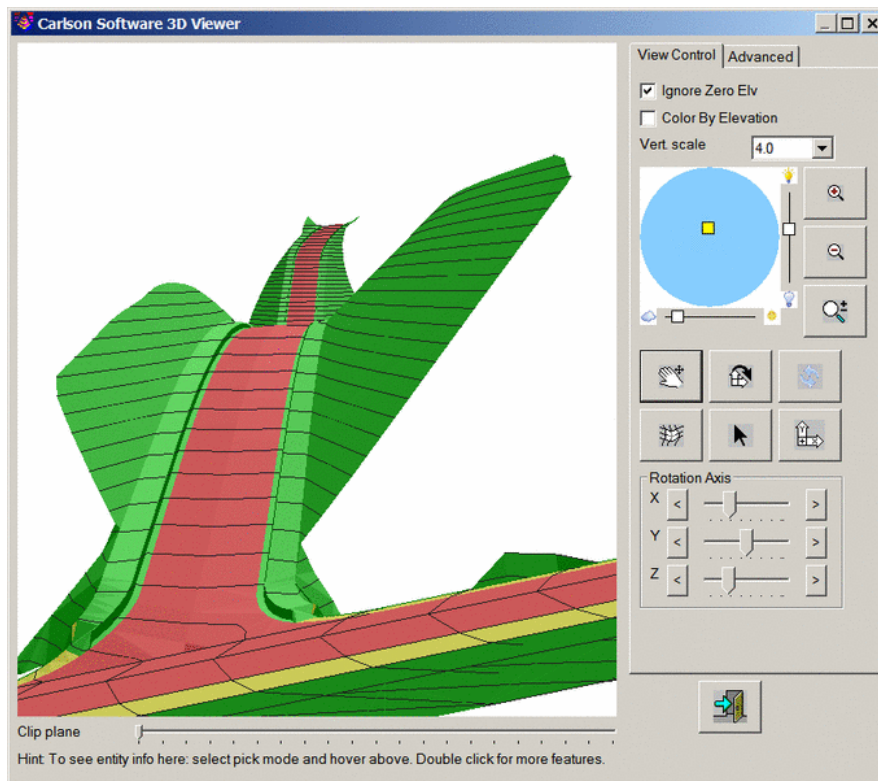 Carlson Software 3D Viewer
View Control
Advanced
Ignore Zero Elv
Color By Elevation
Vert. scale
4.0
Rotation Axis
X < >
Y < >
Z < >
Clip plane
Hint: To see entity info here: select pick mode and hover above. Double click for more features.